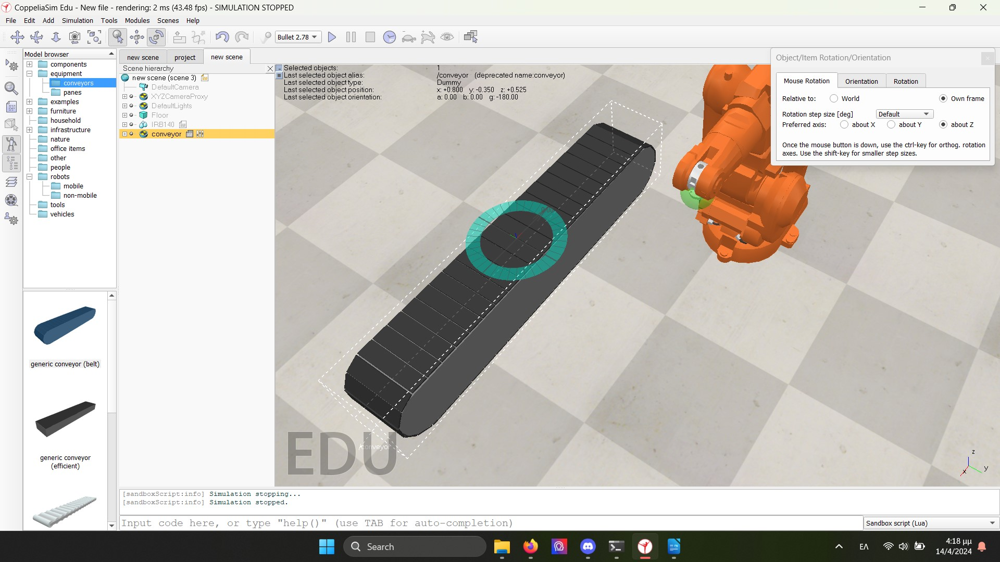 CoppeliaSim Edu - New file - rendering: 2 ms (43.48 fps) - SIMULATION STOPPED
File Edit Add Simulation Tools Modules Scenes Help
Bullet 2.78
RT
Model browser
components
equipment
conveyors
panes
examples
furniture
household
infrastructure
nature
office items
other
people
robots
mobile
non-mobile
tools
vehicles
generic conveyor (belt)
generic conveyor
(efficient)
new scene
project
new scene
Scene hierarchy
new scene (scene 3)
DefaultCamera
XYZCameraProxy
DefaultLights
Floor
IRB140
conveyor
Selected objects: 1
Last selected object alias: /conveyor (deprecated name:conveyor)
Last selected object type: Dummy
Last selected object position: x: +0.800 y: -0.350 z: +0.525
Last selected object orientation: a: 0.00 b: 0.00 g: -180.00
0.00
/conveyor
EDU
z
x
y
Object/Item Rotation/Orientation
Mouse Rotation
Orientation
Rotation
Relative to: World Own frame
Rotation step size [deg] Default
Preferred axis: about X about Y about Z
Once the mouse button is down, use the ctrl-key for orthog. rotation
axes. Use the shift-key for smaller step sizes.
[sandboxScript:info] Simulation stopping...
[sandboxScript:info] Simulation stopped.
Input code here, or type "help()" (use TAB for auto-completion)
Sandbox script (Lua)
Search
ΕΛ
4:18 μμ
14/4/2024